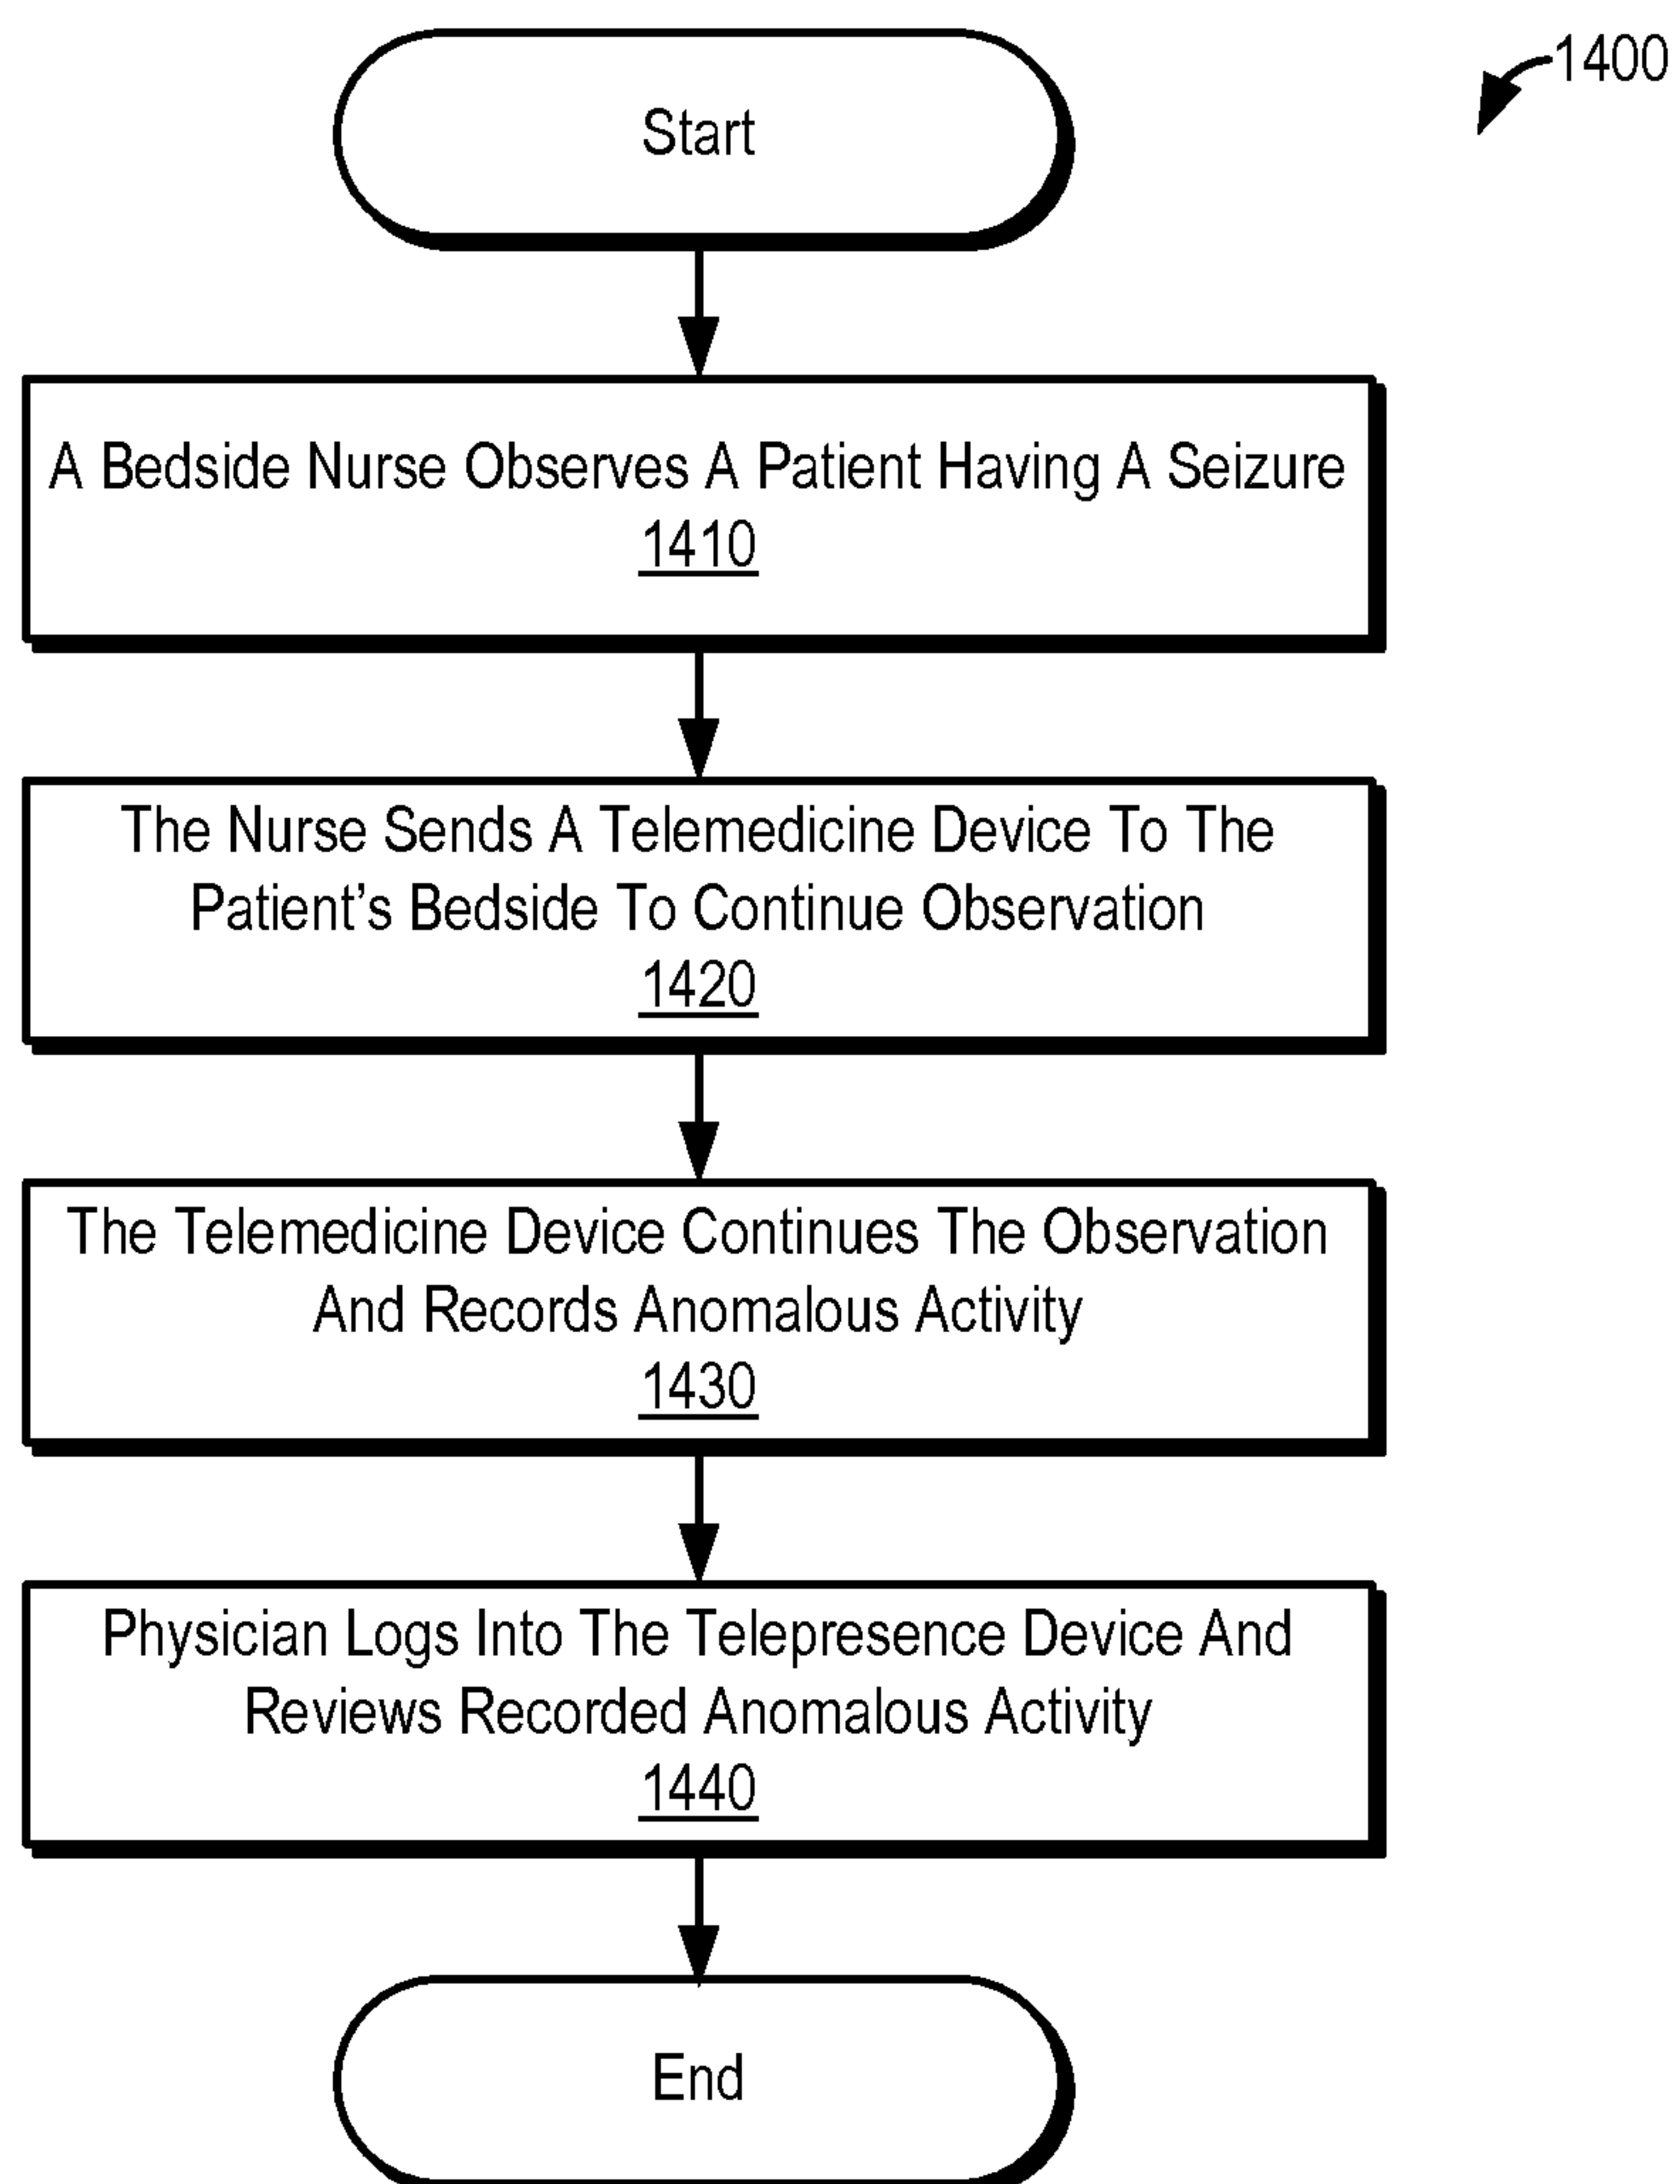 1400
Start
A Bedside Nurse Observes A Patient Having A Seizure
1410
The Nurse Sends A Telemedicine Device To The
Patient's Bedside To Continue Observation
1420
The Telemedicine Device Continues The Observation
And Records Anomalous Activity
1430
Physician Logs Into The Telepresence Device And
Reviews Recorded Anomalous Activity
1440
End